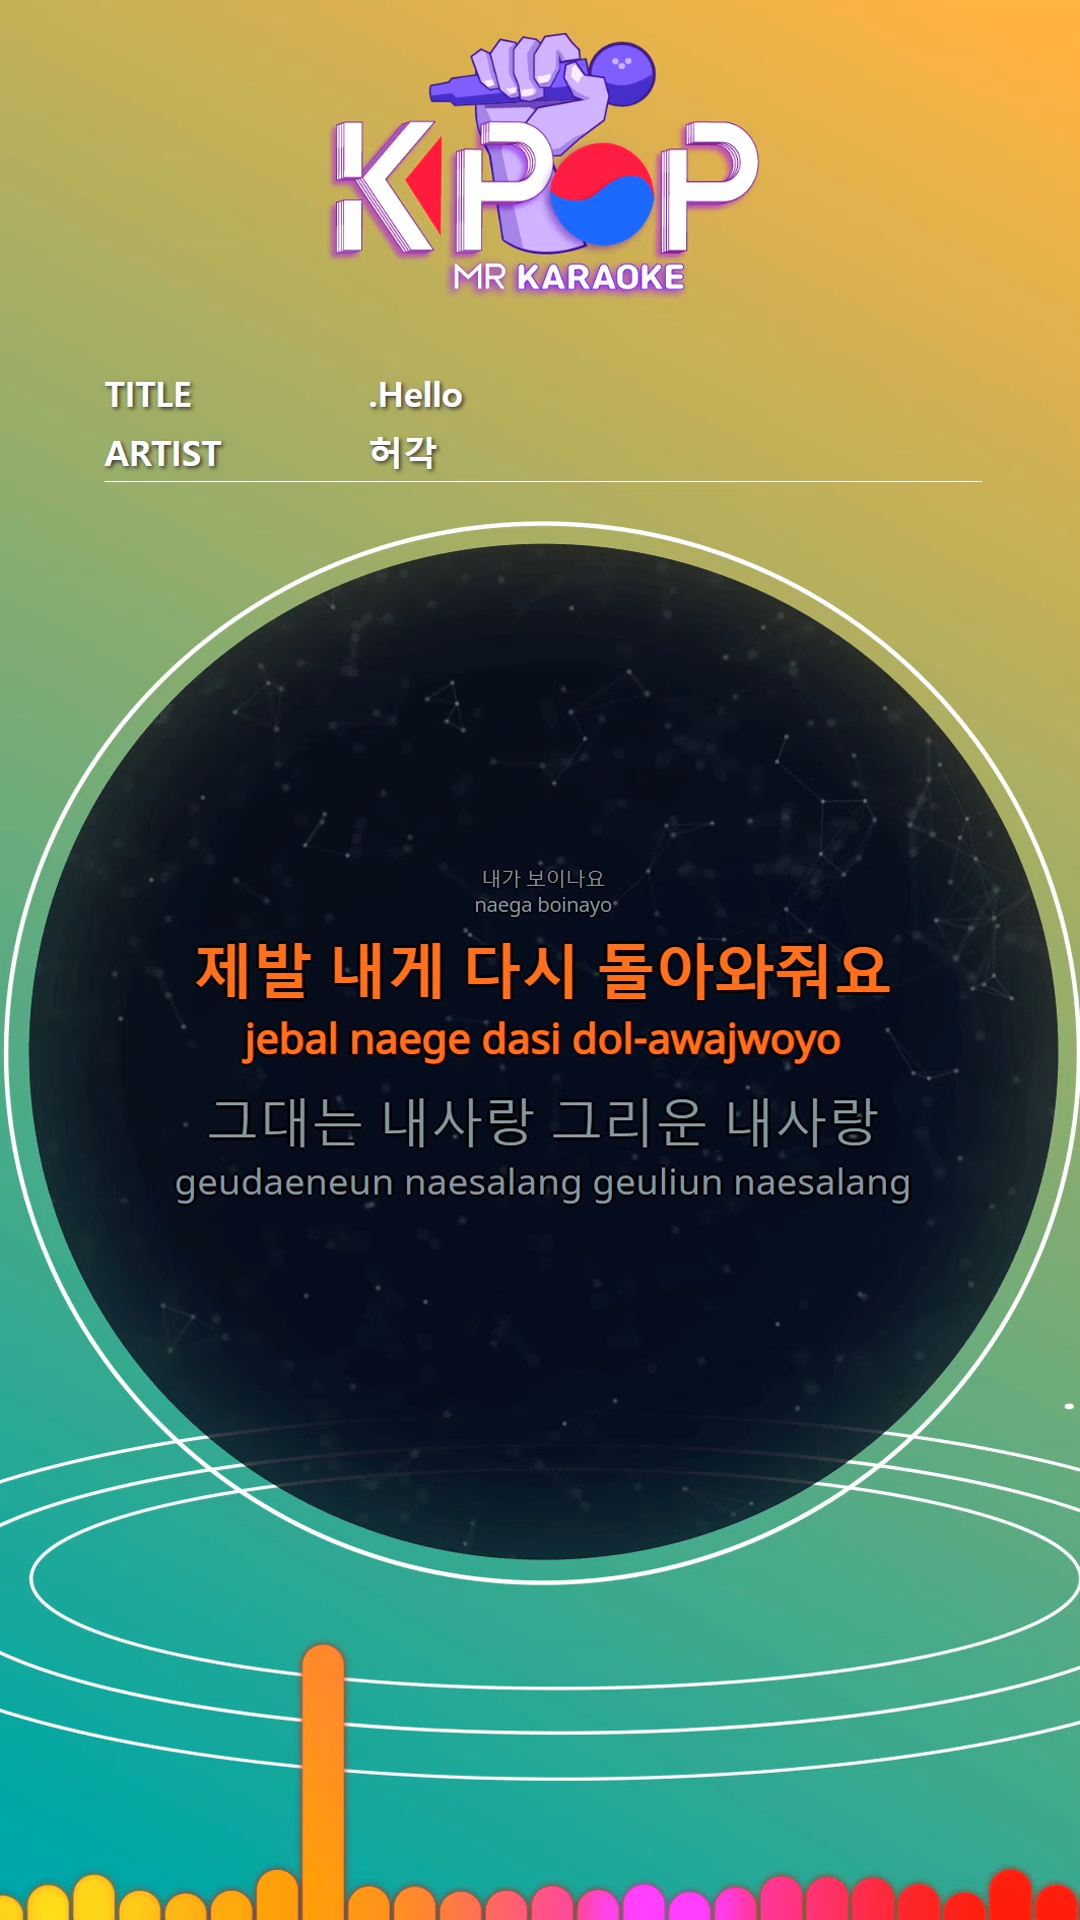 KPOP
MR KARAOKE
TITLE .Hello
ARTIST 허각
내가 보이나요
naega boinayo
제발 내게 다시 돌아와줘요
jebal naege dasi dol-awajwoyo
그대는 내사랑 그리운 내사랑
geudaeneun naesalang geuliun naesalang